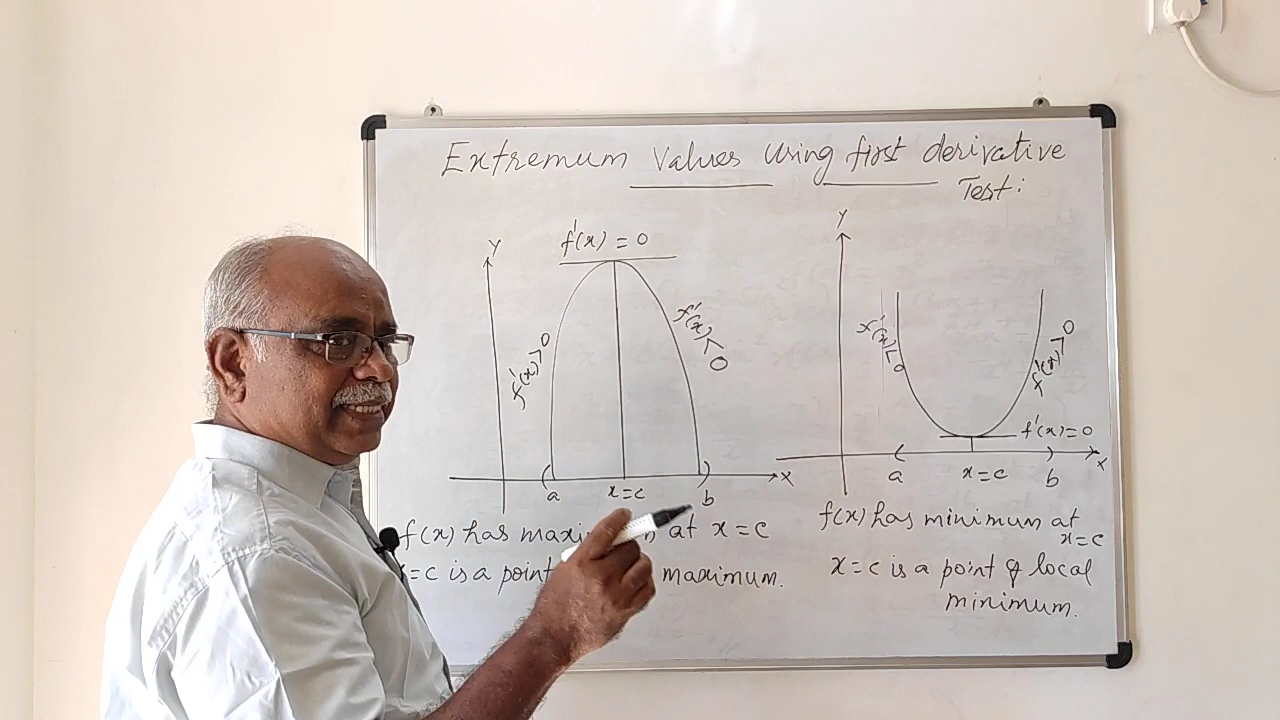 Extremum values using first derivative
Test:
Y
f'(x) = 0
f'(x) > 0
f'(x) < 0
a
x=c
b
X
f(x) has at x=c
x=c is a point maximum.
Y
f'(x) < 0
f'(x) > 0
f'(x)=0
a
x=c
b
X
f(x) has minimum at
x=c
x=c is a point of local
minimum.